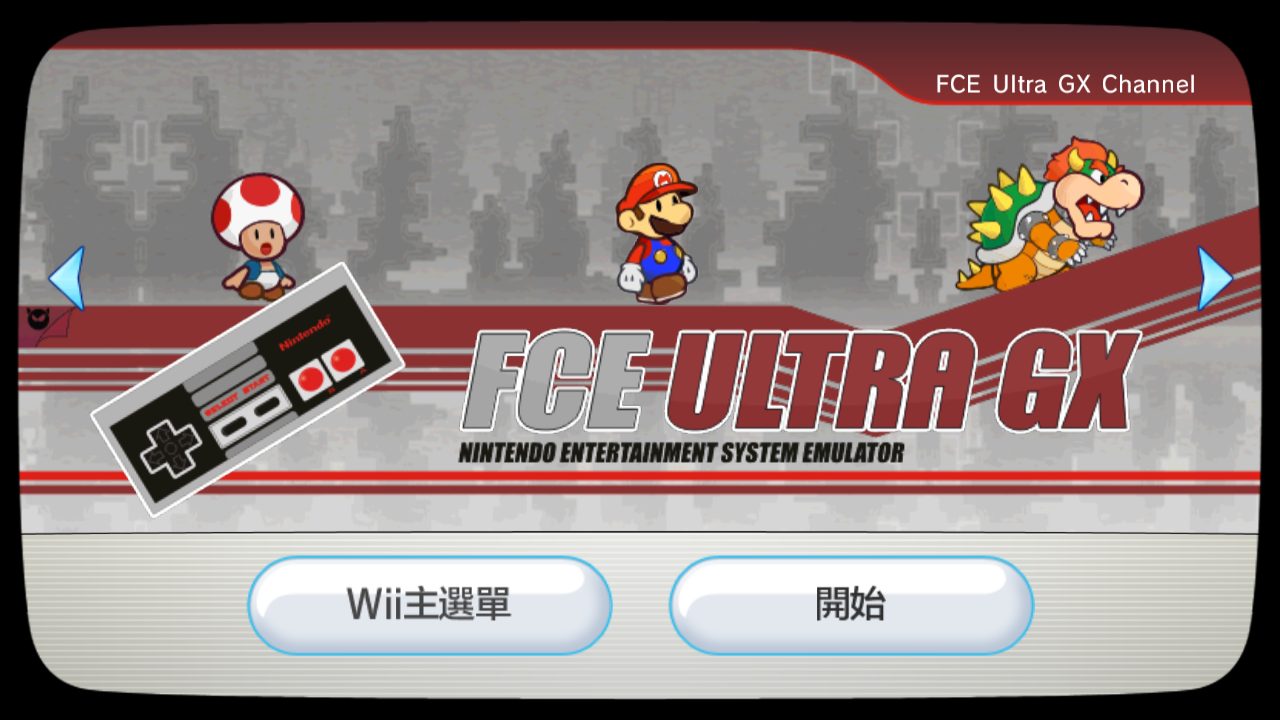 FCE Ultra GX Channel
Nintendo
SELECT START
FCE ULTRA GX
NINTENDO ENTERTAINMENT SYSTEM EMULATOR
Wii主選單
開始